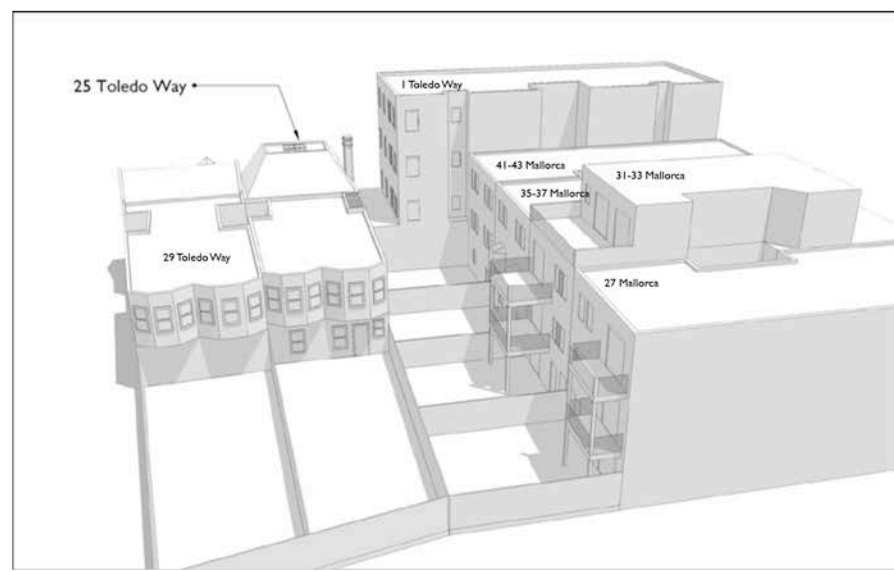 25 Toledo Way
1 Toledo Way
41-43 Mallorca
31-33 Mallorca
35-37 Mallorca
29 Toledo Way
27 Mallorca